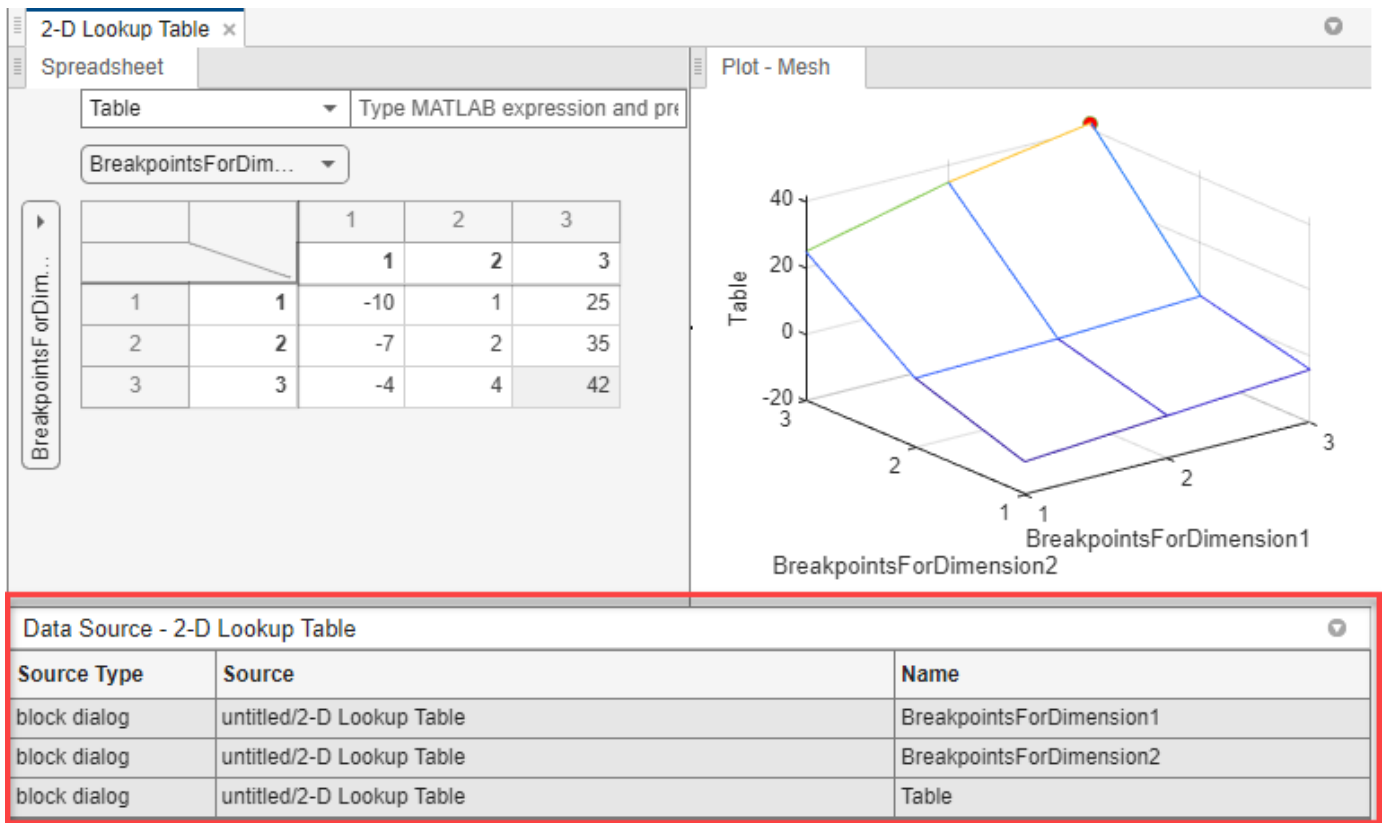 2-D Lookup Table ×
Spreadsheet
Table Type MATLAB expression and pre
BreakpointsForDim...
BreakpointsForDim...
1 2 3
1 2 3
1 1 -10 1 25
2 2 -7 2 35
3 3 -4 4 42
Plot - Mesh
40
20
0
-20
Table
3
2
1
1
2
3
BreakpointsForDimension1
BreakpointsForDimension2
Data Source - 2-D Lookup Table
Source Type Source Name
block dialog untitled/2-D Lookup Table BreakpointsForDimension1
block dialog untitled/2-D Lookup Table BreakpointsForDimension2
block dialog untitled/2-D Lookup Table Table